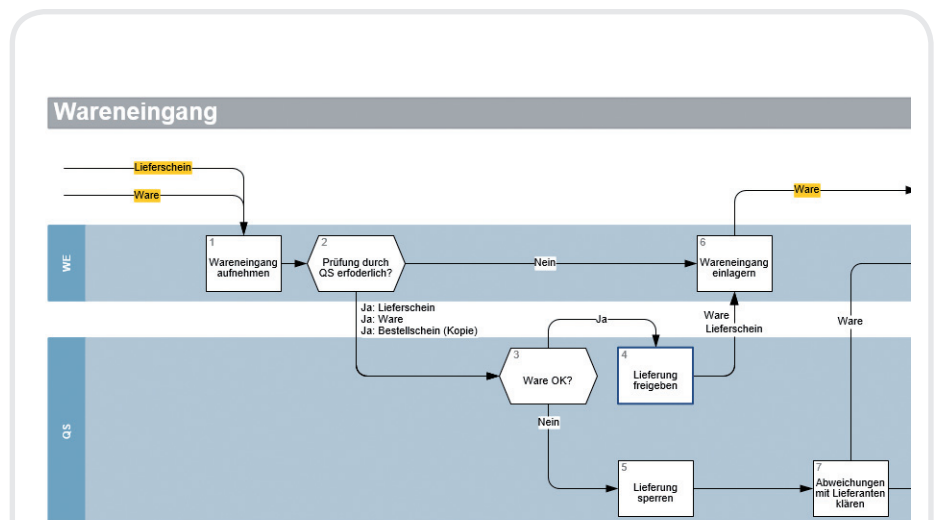 Wareneingang
Lieferschein
Ware
Ware
WE
1
Wareneingang
aufnehmen
2
Prüfung durch
QS erfoderlich?
Nein
6
Wareneingang
einlagern
Ja: Lieferschein
Ja: Ware
Ja: Bestellschein (Kopie)
Ja
Ware
Lieferschein
Ware
QS
3
Ware OK?
4
Lieferung
freigeben
Nein
5
Lieferung
sperren
7
Abweichungen
mit Lieferanten
klären